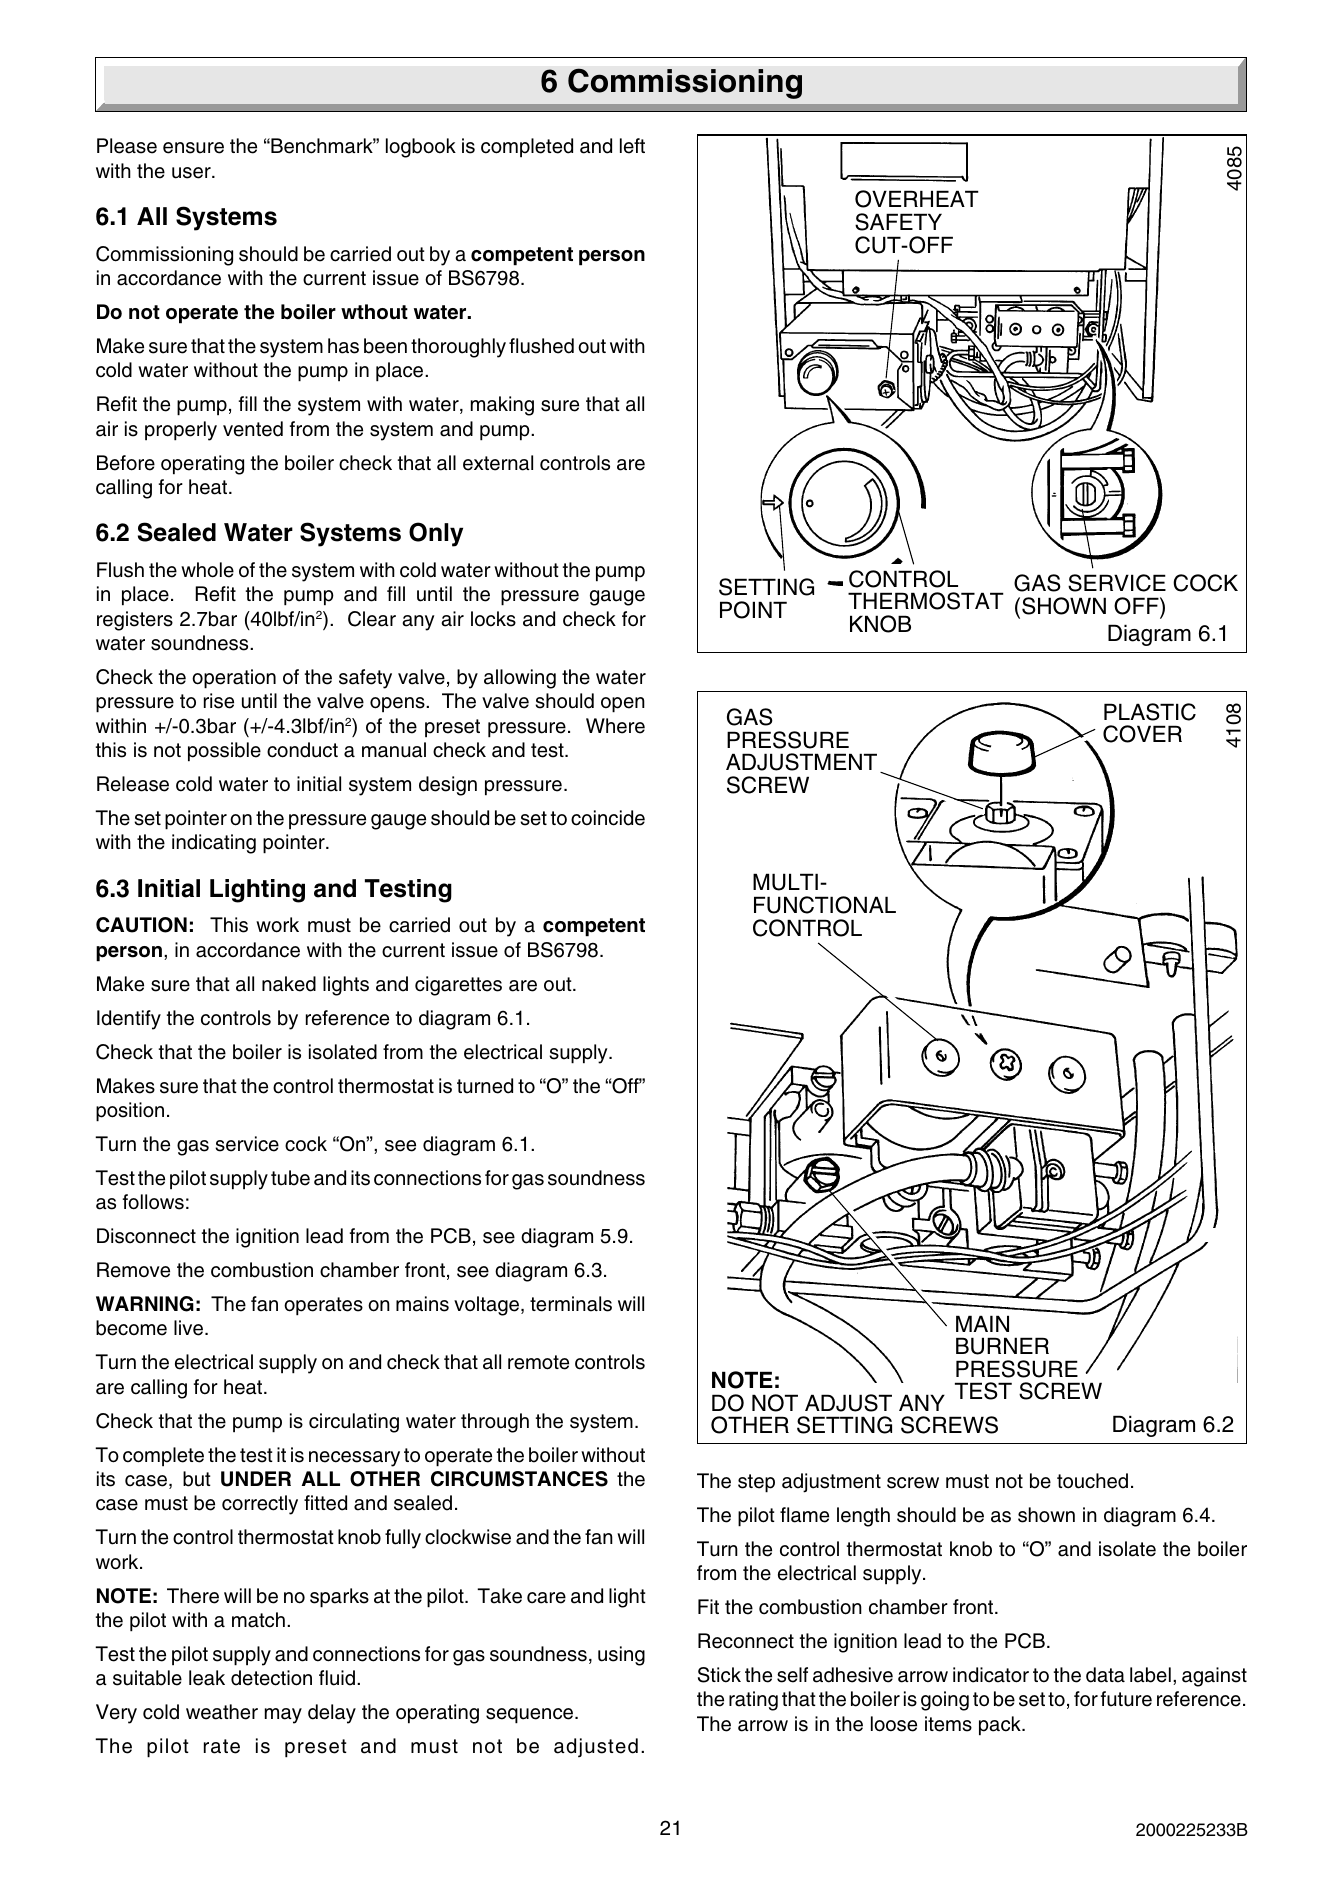 6 Commissioning
Please ensure the “Benchmark” logbook is completed and left
with the user.
6.1 All Systems
Commissioning should be carried out by a competent person
in accordance with the current issue of BS6798.
Do not operate the boiler wthout water.
Make sure that the system has been thoroughly flushed out with
cold water without the pump in place.
Refit the pump, fill the system with water, making sure that all
air is properly vented from the system and pump.
Before operating the boiler check that all external controls are
calling for heat.
6.2 Sealed Water Systems Only
Flush the whole of the system with cold water without the pump
in place. Refit the pump and fill until the pressure gauge
registers 2.7bar (40lbf/in²). Clear any air locks and check for
water soundness.
Check the operation of the safety valve, by allowing the water
pressure to rise until the valve opens. The valve should open
within +/-0.3bar (+/-4.3lbf/in²) of the preset pressure. Where
this is not possible conduct a manual check and test.
Release cold water to initial system design pressure.
The set pointer on the pressure gauge should be set to coincide
with the indicating pointer.
6.3 Initial Lighting and Testing
CAUTION: This work must be carried out by a competent
person, in accordance with the current issue of BS6798.
Make sure that all naked lights and cigarettes are out.
Identify the controls by reference to diagram 6.1.
Check that the boiler is isolated from the electrical supply.
Makes sure that the control thermostat is turned to “O” the “Off”
position.
Turn the gas service cock “On”, see diagram 6.1.
Test the pilot supply tube and its connections for gas soundness
as follows:
Disconnect the ignition lead from the PCB, see diagram 5.9.
Remove the combustion chamber front, see diagram 6.3.
WARNING: The fan operates on mains voltage, terminals will
become live.
Turn the electrical supply on and check that all remote controls
are calling for heat.
Check that the pump is circulating water through the system.
To complete the test it is necessary to operate the boiler without
its case, but UNDER ALL OTHER CIRCUMSTANCES the
case must be correctly fitted and sealed.
Turn the control thermostat knob fully clockwise and the fan will
work.
NOTE: There will be no sparks at the pilot. Take care and light
the pilot with a match.
Test the pilot supply and connections for gas soundness, using
a suitable leak detection fluid.
Very cold weather may delay the operating sequence.
The pilot rate is preset and must not be adjusted.
4085
OVERHEAT
SAFETY
CUT-OFF
SETTING
POINT
CONTROL
THERMOSTAT
KNOB
GAS SERVICE COCK
(SHOWN OFF)
Diagram 6.1
GAS
PRESSURE
ADJUSTMENT
SCREW
PLASTIC
COVER
4108
MULTI-
FUNCTIONAL
CONTROL
MAIN
BURNER
PRESSURE
TEST SCREW
NOTE:
DO NOT ADJUST ANY
OTHER SETTING SCREWS
Diagram 6.2
The step adjustment screw must not be touched.
The pilot flame length should be as shown in diagram 6.4.
Turn the control thermostat knob to “O” and isolate the boiler
from the electrical supply.
Fit the combustion chamber front.
Reconnect the ignition lead to the PCB.
Stick the self adhesive arrow indicator to the data label, against
the rating that the boiler is going to be set to, for future reference.
The arrow is in the loose items pack.
21
2000225233B